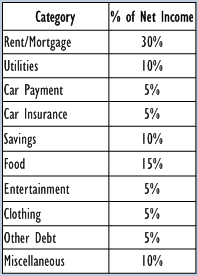 Category % of Net Income
Rent/Mortgage 30%
Utilities 10%
Car Payment 5%
Car Insurance 5%
Savings 10%
Food 15%
Entertainment 5%
Clothing 5%
Other Debt 5%
Miscellaneous 10%